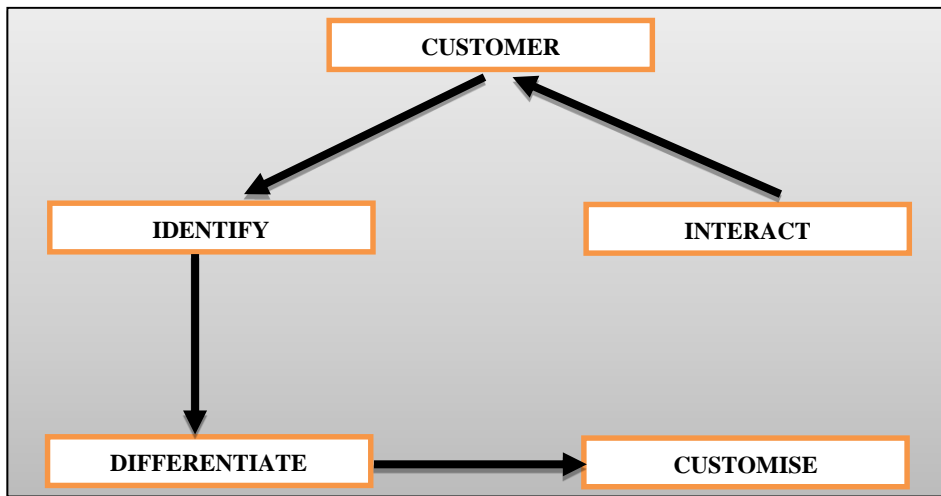 CUSTOMER
IDENTIFY
INTERACT
DIFFERENTIATE
CUSTOMISE